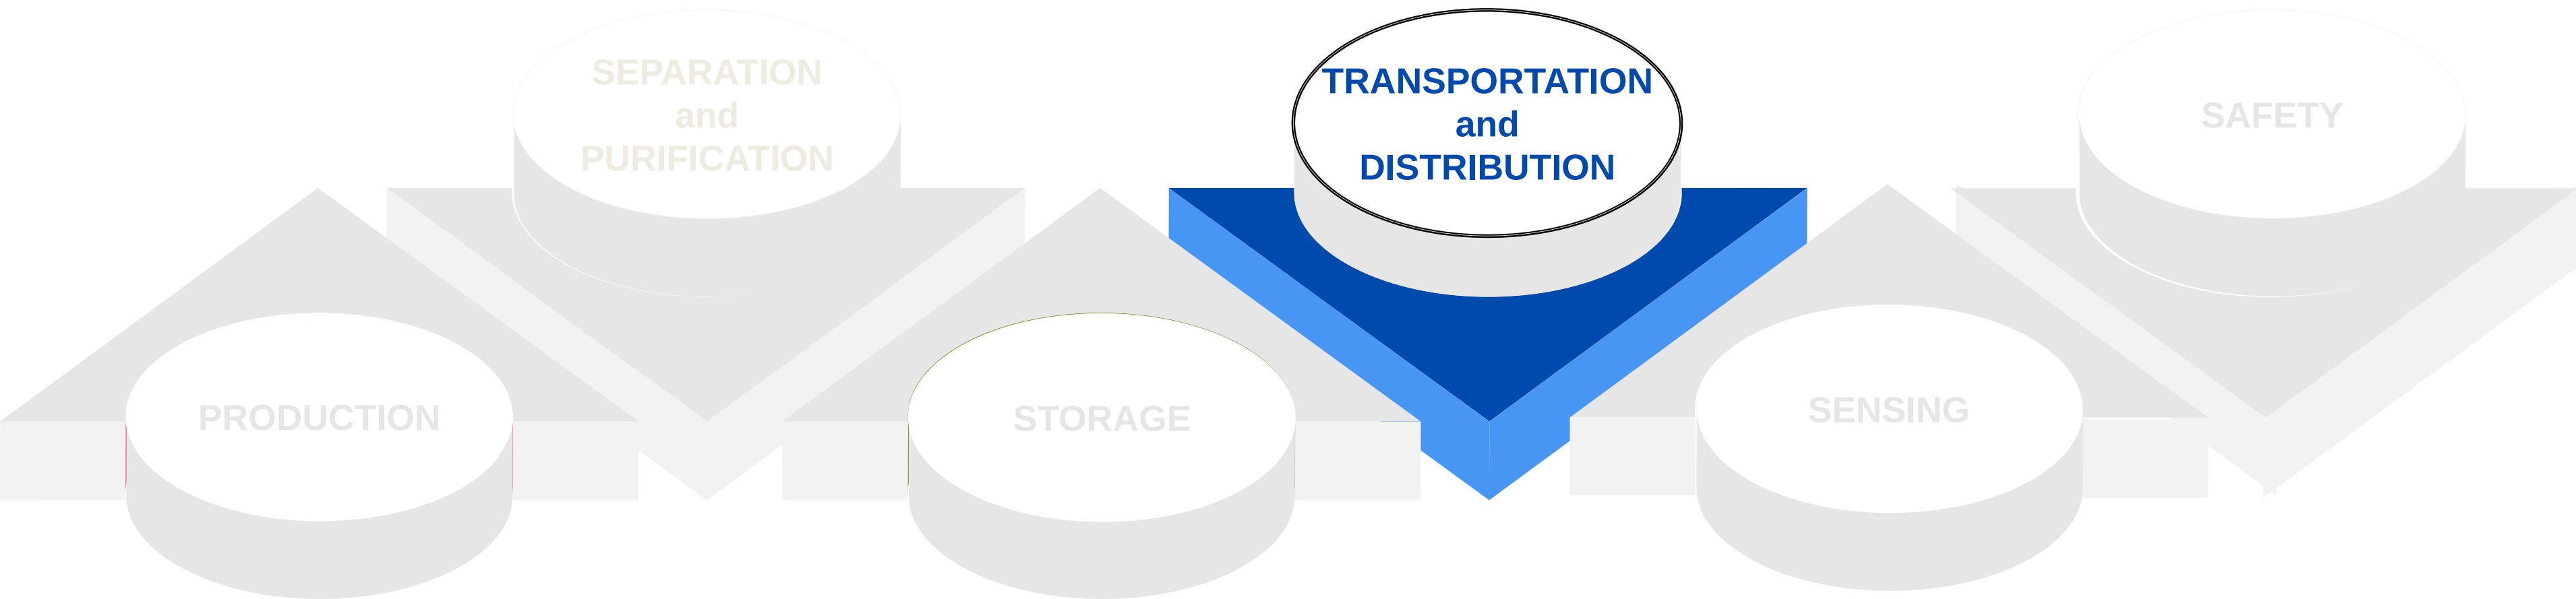 PRODUCTION
SEPARATION
and
PURIFICATION
STORAGE
TRANSPORTATION
and
DISTRIBUTION
SENSING
SAFETY